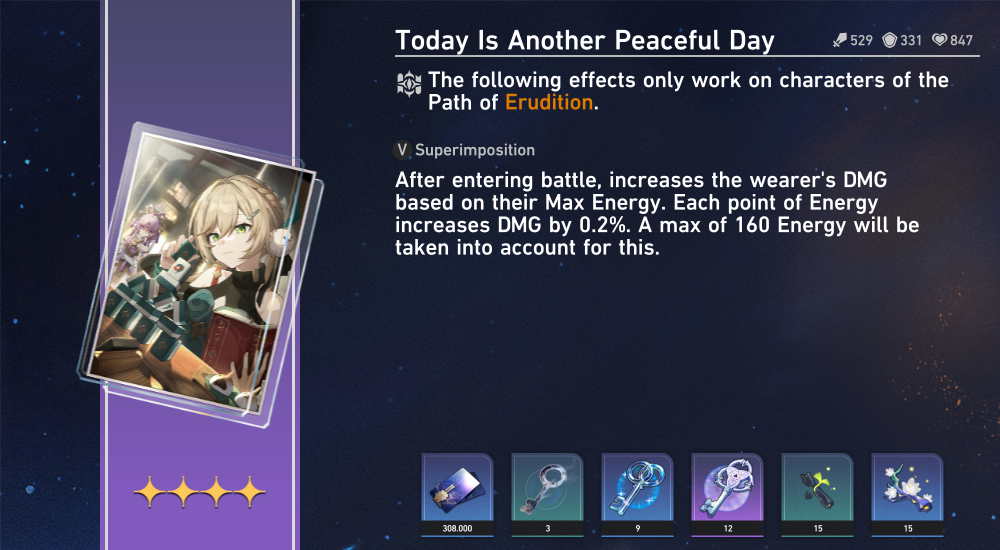 Today Is Another Peaceful Day
529 331 847
The following effects only work on characters of the
Path of Erudition.
V Superimposition
After entering battle, increases the wearer's DMG
based on their Max Energy. Each point of Energy
increases DMG by 0.2%. A max of 160 Energy will be
taken into account for this.
308.000 3 9 12 15 15